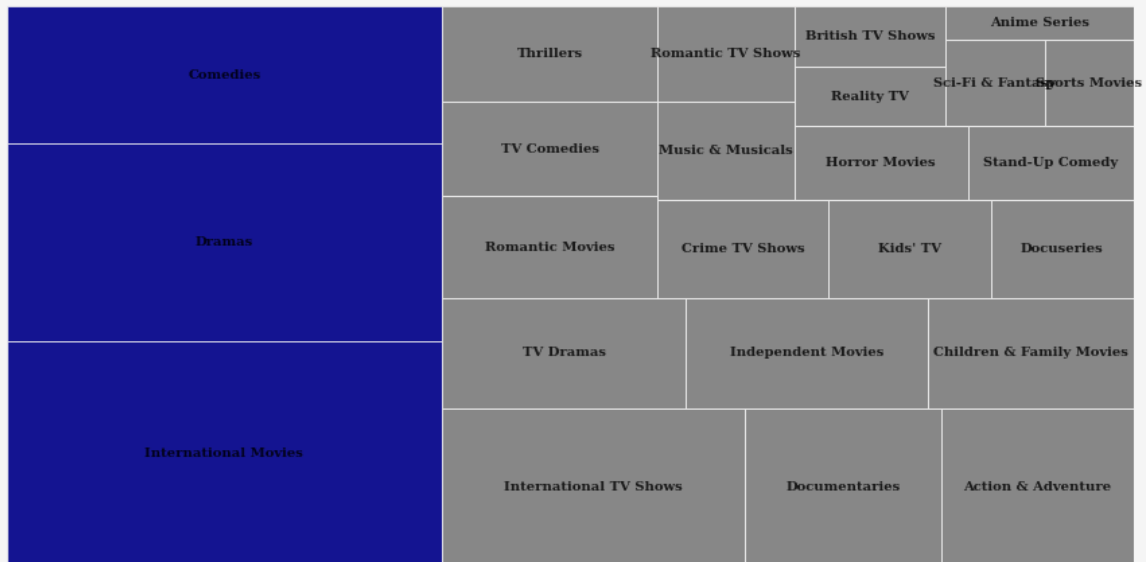 Comedies
Dramas
International Movies
Thrillers
TV Comedies
Romantic Movies
Romantic TV Shows
Music & Musicals
British TV Shows
Reality TV
Anime Series
Sci-Fi & Fantasy
Sports Movies
Horror Movies
Stand-Up Comedy
Crime TV Shows
Kids' TV
Docuseries
TV Dramas
Independent Movies
Children & Family Movies
International TV Shows
Documentaries
Action & Adventure